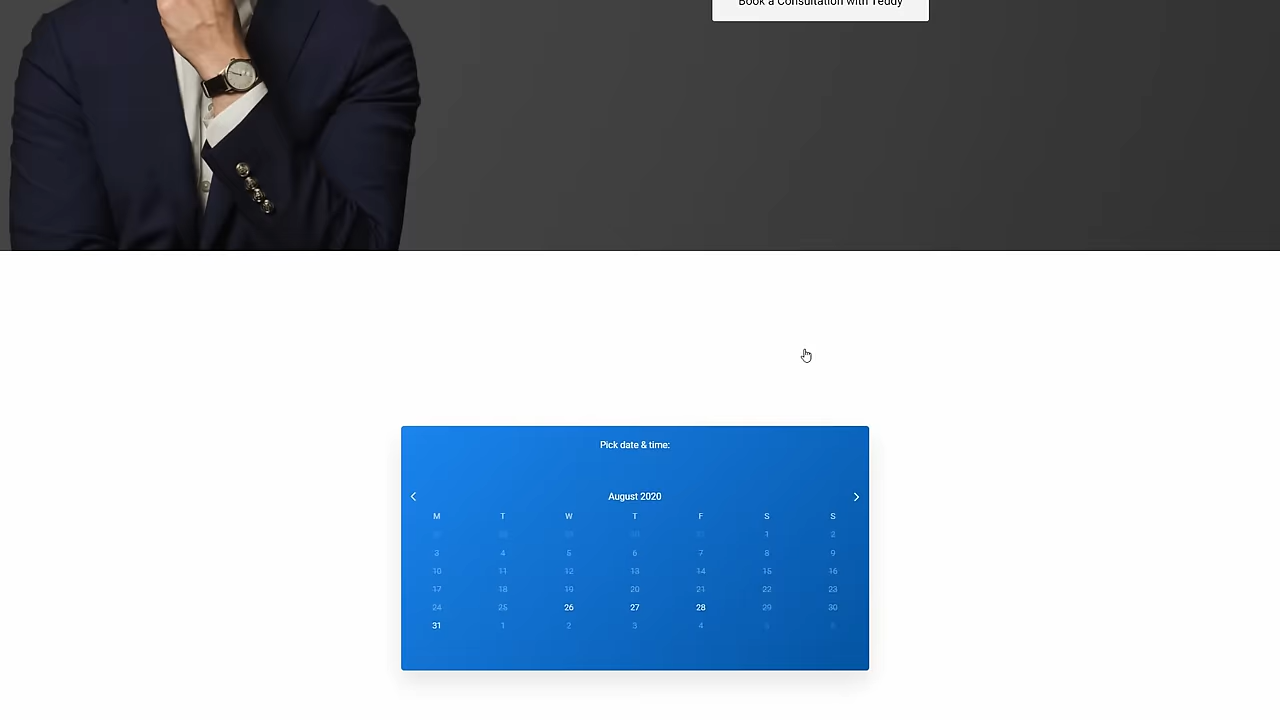 Book a Consultation with Teddy
Pick date & time:
August 2020
M T W T F S S
1 2
3 4 5 6 7 8 9
10 11 12 13 14 15 16
17 18 19 20 21 22 23
24 25 26 27 28 29 30
31 1 2 3 4